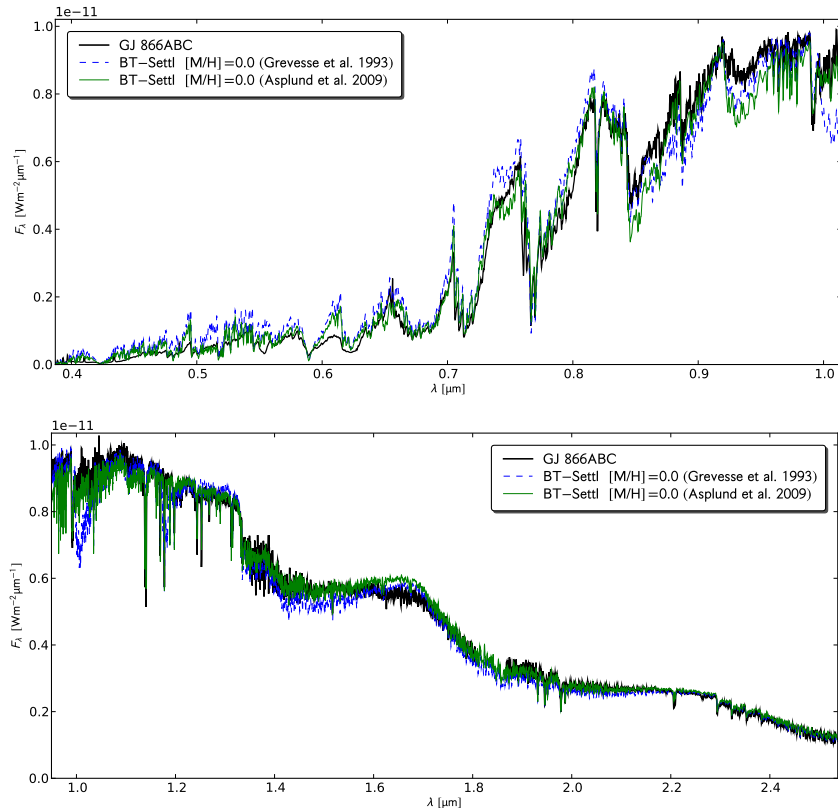 1e−11
1.0
0.8
0.6
0.4
0.2
0.0
Fλ [Wm−2μm−1]
GJ 866ABC
BT−Settl [M/H]=0.0 (Grevesse et al. 1993)
BT−Settl [M/H]=0.0 (Asplund et al. 2009)
0.4 0.5 0.6 0.7 0.8 0.9 1.0
λ [μm]
1e−11
1.0
0.8
0.6
0.4
0.2
0.0
Fλ [Wm−2μm−1]
GJ 866ABC
BT−Settl [M/H]=0.0 (Grevesse et al. 1993)
BT−Settl [M/H]=0.0 (Asplund et al. 2009)
1.0 1.2 1.4 1.6 1.8 2.0 2.2 2.4
λ [μm]